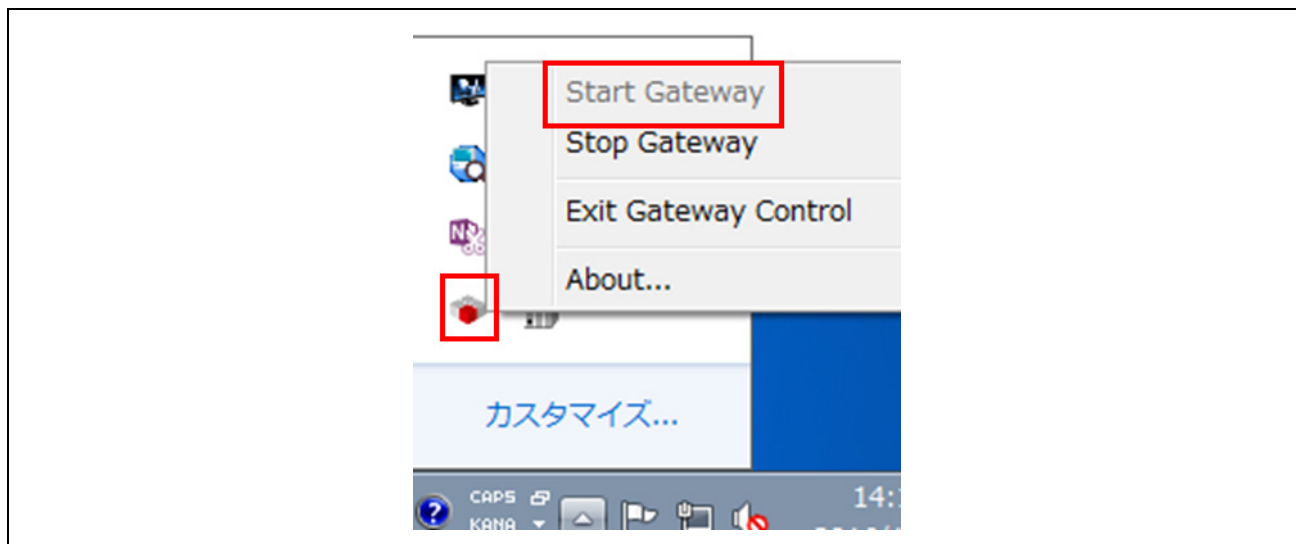 Start Gateway
Stop Gateway
Exit Gateway Control
About...
カスタマイズ...
CAPS
KANA
14: